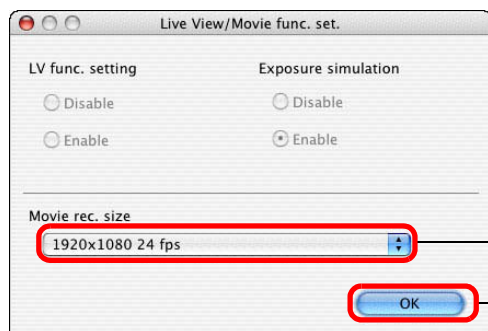 Live View/Movie func. set.
LV func. setting
Exposure simulation
Disable
Disable
Enable
Enable
Movie rec. size
1920x1080 24 fps
OK